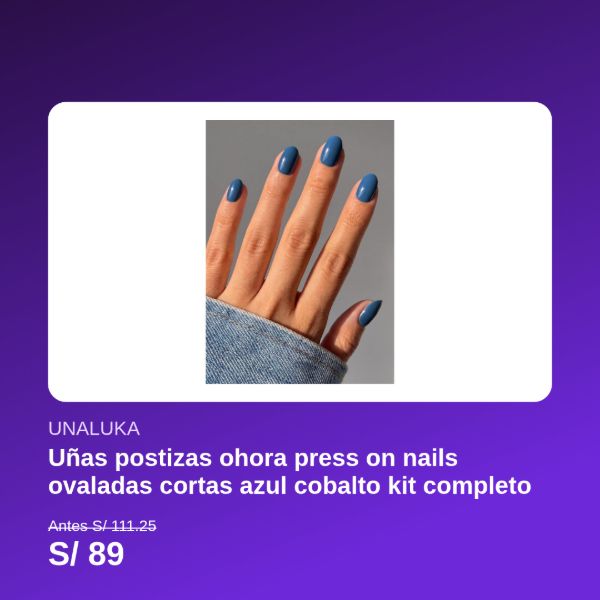 UNALUKA
Uñas postizas ohora press on nails
ovaladas cortas azul cobalto kit completo
Antes S/ 111.25
S/ 89